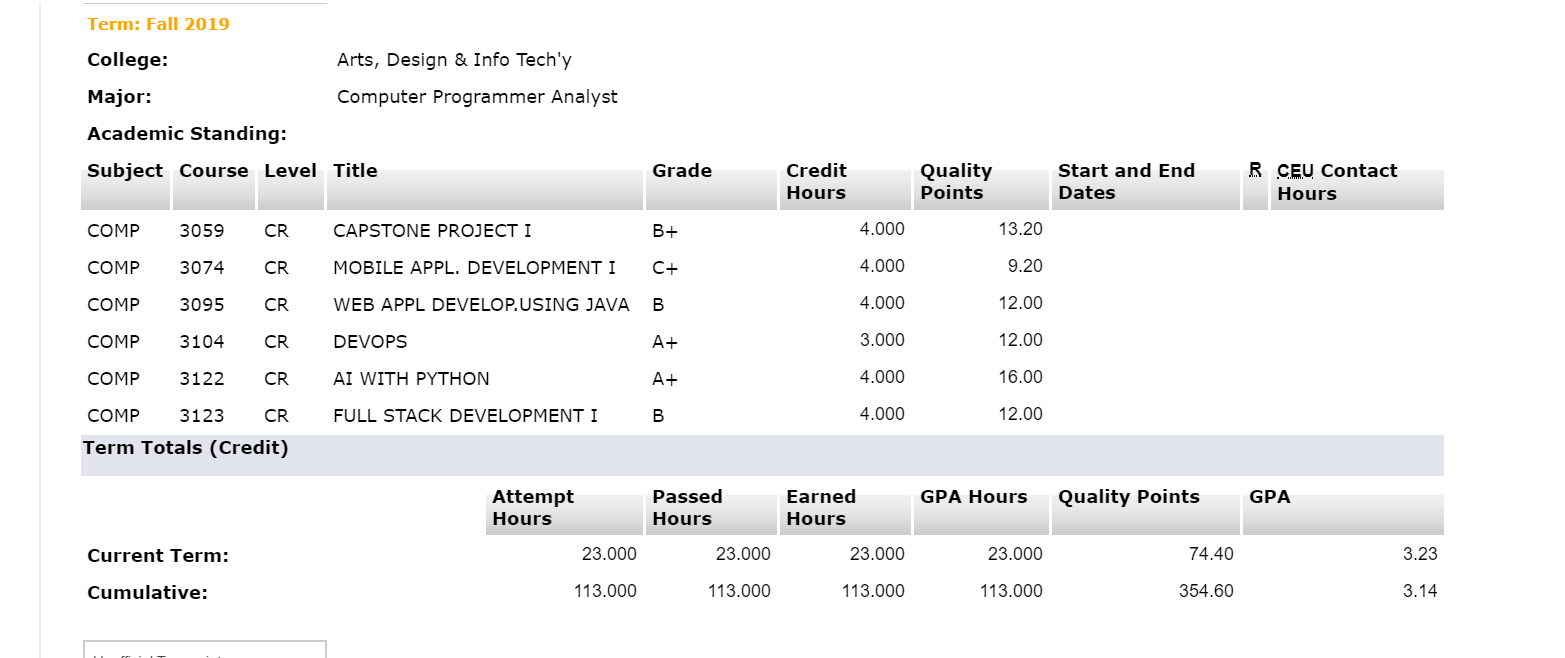 Term: Fall 2019
College: Arts, Design & Info Tech'y
Major: Computer Programmer Analyst
Academic Standing:
Subject Course Level Title Grade Credit Hours Quality Points Start and End Dates R CEU Contact Hours
COMP 3059 CR CAPSTONE PROJECT I B+ 4.000 13.20
COMP 3074 CR MOBILE APPL. DEVELOPMENT I C+ 4.000 9.20
COMP 3095 CR WEB APPL DEVELOP.USING JAVA B 4.000 12.00
COMP 3104 CR DEVOPS A+ 3.000 12.00
COMP 3122 CR AI WITH PYTHON A+ 4.000 16.00
COMP 3123 CR FULL STACK DEVELOPMENT I B 4.000 12.00
Term Totals (Credit)
Attempt Hours Passed Hours Earned Hours GPA Hours Quality Points GPA
Current Term: 23.000 23.000 23.000 23.000 74.40 3.23
Cumulative: 113.000 113.000 113.000 113.000 354.60 3.14